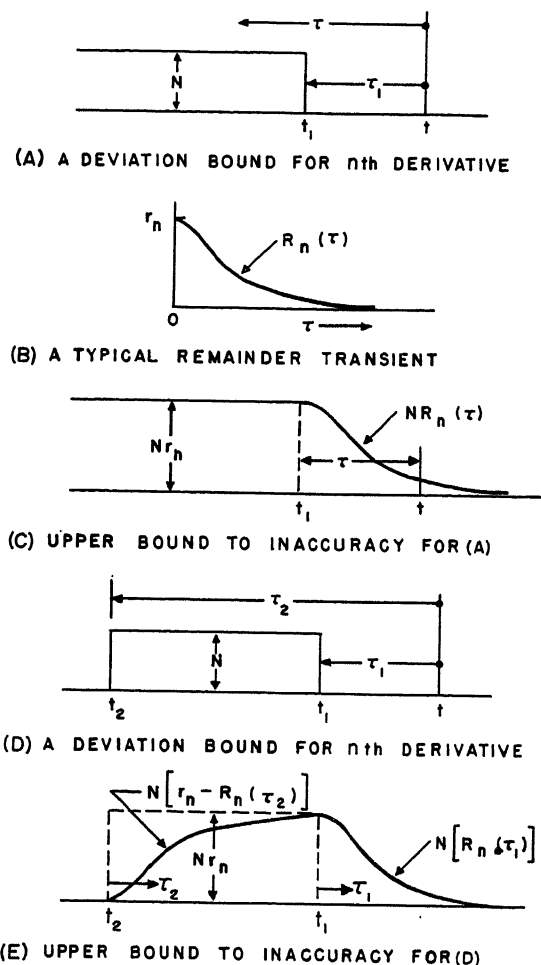 τ
N
τ₁
t₁ t
(A) A DEVIATION BOUND FOR nth DERIVATIVE
rₙ
Rₙ(τ)
0
τ
(B) A TYPICAL REMAINDER TRANSIENT
NRₙ(τ)
Nrₙ
τ
t₁ t
(C) UPPER BOUND TO INACCURACY FOR (A)
τ₂
N
τ₁
t₂ t₁ t
(D) A DEVIATION BOUND FOR nth DERIVATIVE
N[rₙ-Rₙ(τ₂)]
N[Rₙ(τ₁)]
Nrₙ
τ₂ τ₁
t₂ t₁
(E) UPPER BOUND TO INACCURACY FOR (D)